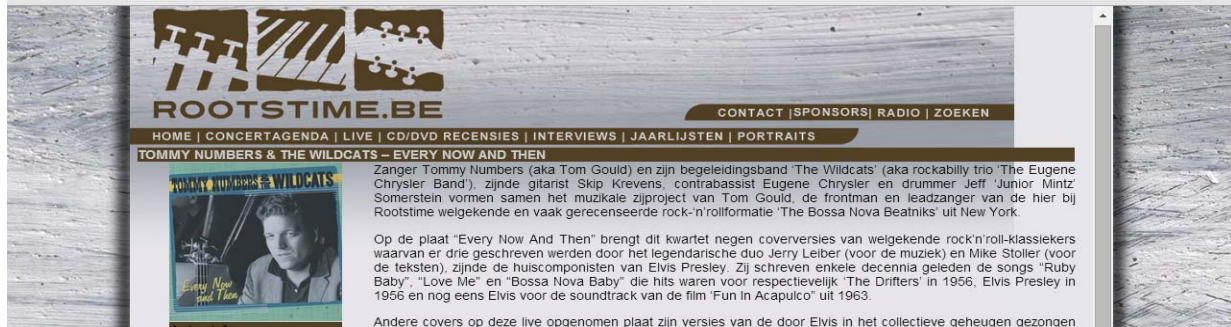 ROOTSTIME.BE
CONTACT |SPONSORS| RADIO | ZOEKEN
HOME | CONCERTAGENDA | LIVE | CD/DVD RECENSIES | INTERVIEWS | JAARLIJSTEN | PORTRAITS
TOMMY NUMBERS & THE WILDCATS – EVERY NOW AND THEN
TOMMY NUMBERS & THE WILDCATS
Every Now
and Then
Zanger Tommy Numbers (aka Tom Gould) en zijn begeleidingsband ‘The Wildcats’ (aka rockabilly trio ‘The Eugene
Chrysler Band’), zijnde gitarist Skip Krevens, contrabassist Eugene Chrysler en drummer Jeff ‘Junior Mintz’
Somerstein vormen samen het muzikale zijproject van Tom Gould, de frontman en leadzanger van de hier bij
Rootstime welgekende en vaak gerecenseerde rock-‘n’rollformatie ‘The Bossa Nova Beatniks’ uit New York.
Op de plaat “Every Now And Then” brengt dit kwartet negen coverversies van welgekende rock’n’roll-klassiekers
waarvan er drie geschreven werden door het legendarische duo Jerry Leiber (voor de muziek) en Mike Stoller (voor
de teksten), zijnde de huiscomponisten van Elvis Presley. Zij schreven enkele decennia geleden de songs “Ruby
Baby”, “Love Me” en “Bossa Nova Baby” die hits waren voor respectievelijk ‘The Drifters’ in 1956, Elvis Presley in
1956 en nog eens Elvis voor de soundtrack van de film ‘Fun In Acapulco’ uit 1963.
Andere covers op deze live opgenomen plaat zijn versies van de door Elvis in het collectieve geheugen gezongen